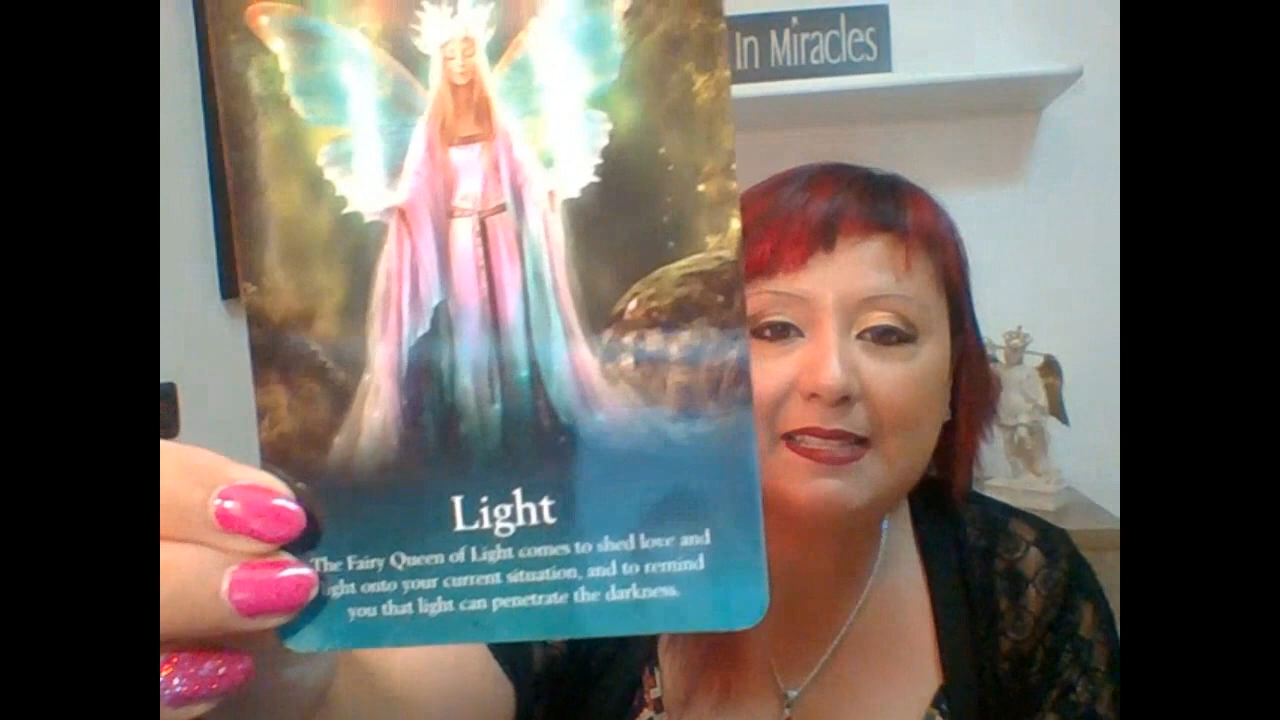 In Miracles
Light
The Fairy Queen of Light comes to shed love and
light onto your current situation, and to remind
you that light can penetrate the darkness.